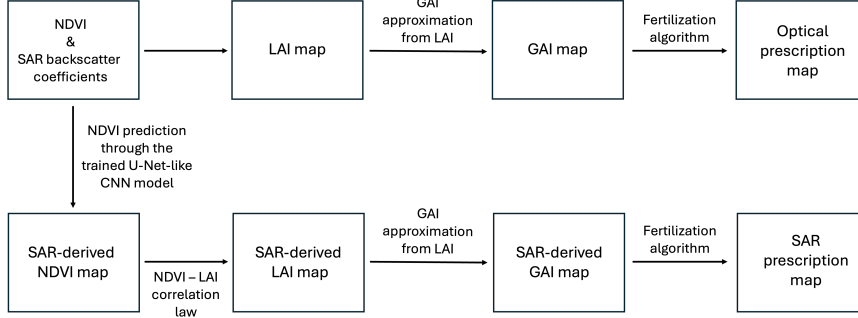 NDVI
&
SAR backscatter
coefficients
LAI map
GAI
approximation
from LAI
GAI map
Fertilization
algorithm
Optical
prescription
map
NDVI prediction
through the
trained U-Net-like
CNN model
SAR-derived
NDVI map
NDVI – LAI
correlation
law
SAR-derived
LAI map
GAI
approximation
from LAI
SAR-derived
GAI map
Fertilization
algorithm
SAR
prescription
map